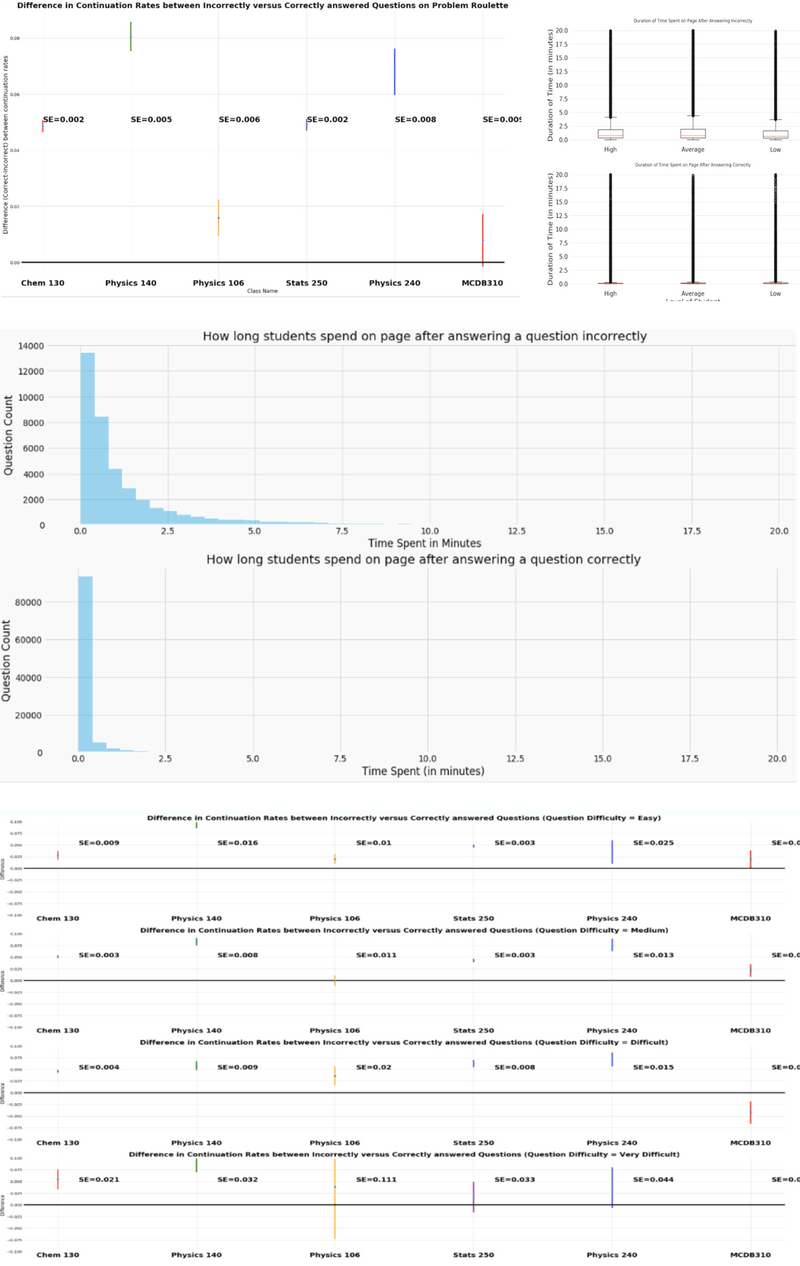 Difference in Continuation Rates between Incorrectly versus Correctly answered Questions on Problem Roulette
Difference (Correct-Incorrect) between continuation rates
0.08
0.06
0.04
0.02
0.00
SE=0.002 SE=0.005 SE=0.006 SE=0.002 SE=0.008 SE=0.009
Chem 130 Physics 140 Physics 106 Stats 250 Physics 240 MCDB310
Class Name
Duration of Time Spent on Page After Answering Incorrectly
Duration of Time (in minutes)
20.0
17.5
15.0
12.5
10.0
7.5
5.0
2.5
0.0
High Average Low
Duration of Time Spent on Page After Answering Correctly
Duration of Time (in minutes)
20.0
17.5
15.0
12.5
10.0
7.5
5.0
2.5
0.0
High Average Low
Level of Student
How long students spend on page after answering a question incorrectly
Question Count
14000
12000
10000
8000
6000
4000
2000
0
0.0 2.5 5.0 7.5 10.0 12.5 15.0 17.5 20.0
Time Spent in Minutes
How long students spend on page after answering a question correctly
Question Count
80000
60000
40000
20000
0
0.0 2.5 5.0 7.5 10.0 12.5 15.0 17.5 20.0
Time Spent (in minutes)
Difference in Continuation Rates between Incorrectly versus Correctly answered Questions (Question Difficulty = Easy)
Difference
0.100
0.075
0.050
0.025
0.000
−0.025
−0.050
−0.075
−0.100
SE=0.009 SE=0.016 SE=0.01 SE=0.003 SE=0.025 SE=0.0
Chem 130 Physics 140 Physics 106 Stats 250 Physics 240 MCDB310
Difference in Continuation Rates between Incorrectly versus Correctly answered Questions (Question Difficulty = Medium)
Difference
0.100
0.075
0.050
0.025
0.000
−0.025
−0.050
−0.075
−0.100
SE=0.003 SE=0.008 SE=0.011 SE=0.003 SE=0.013 SE=0.0
Chem 130 Physics 140 Physics 106 Stats 250 Physics 240 MCDB310
Difference in Continuation Rates between Incorrectly versus Correctly answered Questions (Question Difficulty = Difficult)
Difference
0.100
0.075
0.050
0.025
0.000
−0.025
−0.050
−0.075
−0.100
SE=0.004 SE=0.009 SE=0.02 SE=0.008 SE=0.015 SE=0.0
Chem 130 Physics 140 Physics 106 Stats 250 Physics 240 MCDB310
Difference in Continuation Rates between Incorrectly versus Correctly answered Questions (Question Difficulty = Very Difficult)
Difference
0.100
0.075
0.050
0.025
0.000
−0.025
−0.050
−0.075
−0.100
SE=0.021 SE=0.032 SE=0.111 SE=0.033 SE=0.044 SE=0.0
Chem 130 Physics 140 Physics 106 Stats 250 Physics 240 MCDB310